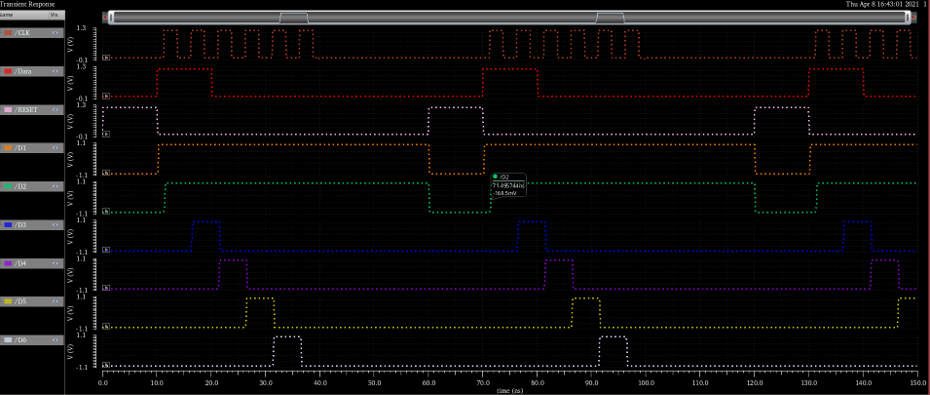 Transient Response
Thu Apr 8 16:43:01 2021 1
Name Vis
/CLK
V (V)
1.3
-0.1
/Data
V (V)
1.3
-0.1
/RESET
V (V)
1.3
-0.1
/D1
V (V)
1.1
-1.1
/D2
V (V)
1.1
-1.1
/D2
71.495744ns
-168.5mV
/D3
V (V)
1.1
-1.1
/D4
V (V)
1.1
-1.1
/D5
V (V)
1.1
-1.1
/D6
V (V)
1.1
-1.1
0.0 10.0 20.0 30.0 40.0 50.0 60.0 70.0 80.0 90.0 100.0 110.0 120.0 130.0 140.0 150.0
time (ns)